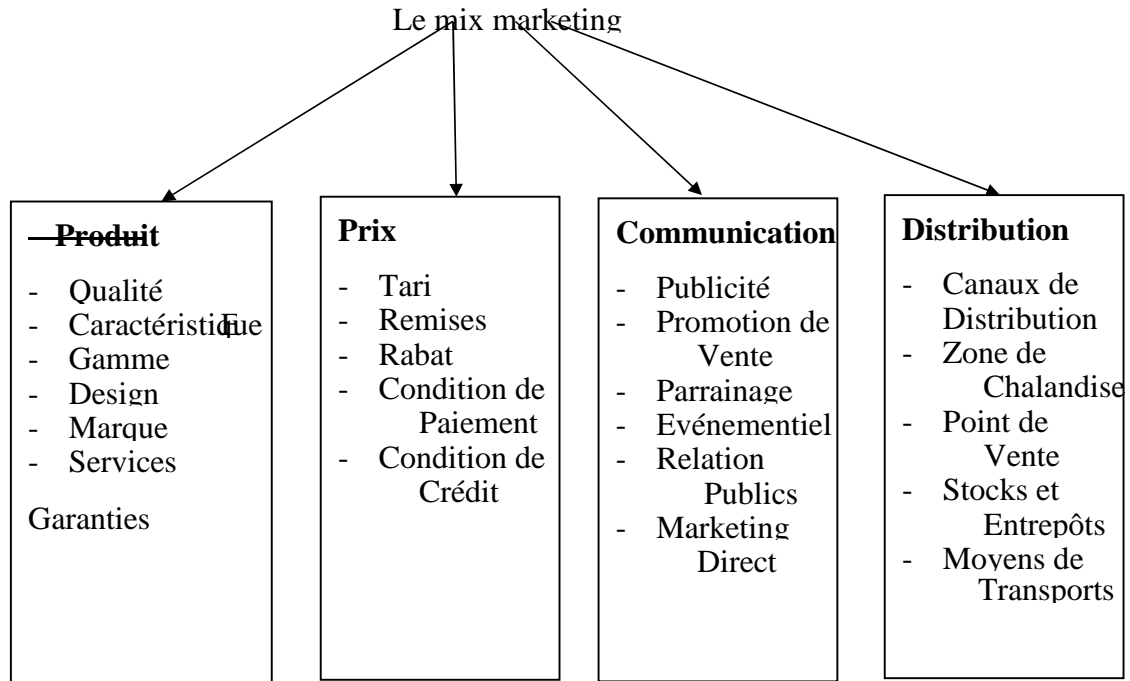 Le mix marketing
Produit
- Qualité
- Caractéristique
- Gamme
- Design
- Marque
- Services
Garanties
Prix
- Tari
- Remises
- Rabat
- Condition de
Paiement
- Condition de
Crédit
Communication
- Publicité
- Promotion de
Vente
- Parrainage
- Evénementiel
- Relation
Publics
- Marketing
Direct
Distribution
- Canaux de
Distribution
- Zone de
Chalandise
- Point de
Vente
- Stocks et
Entrepôts
- Moyens de
Transports